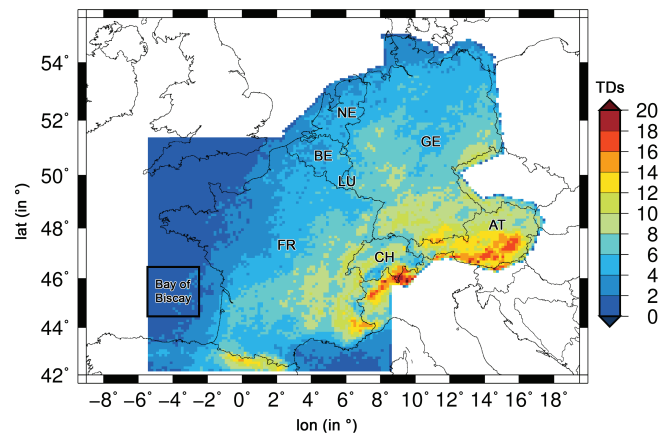 54°
52°
50°
48°
46°
44°
42°
lat (in °)
NE
GE
BE
LU
AT
FR
CH
Bay of
Biscay
−8° −6° −4° −2° 0° 2° 4° 6° 8° 10° 12° 14° 16° 18°
lon (in °)
TDs
20
18
16
14
12
10
8
6
4
2
0